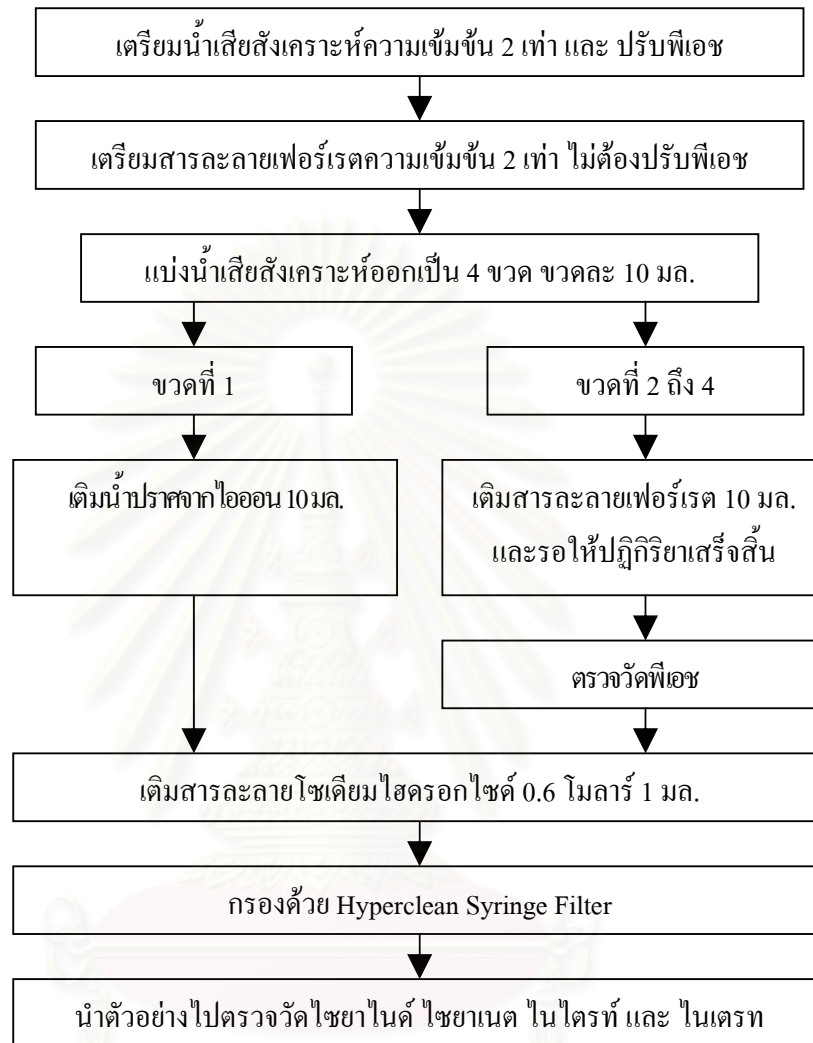 เตรียมน้ำเสียสังเคราะห์ความเข้มข้น 2 เท่า และ ปรับพีเอช
เตรียมสารละลายเฟอร์เรตความเข้มข้น 2 เท่า ไม่ต้องปรับพีเอช
แบ่งน้ำเสียสังเคราะห์ออกเป็น 4 ขวด ขวดละ 10 มล.
ขวดที่ 1
ขวดที่ 2 ถึง 4
เติมน้ำปราศจากไอออน 10 มล.
เติมสารละลายเฟอร์เรต 10 มล.
และรอให้ปฏิกิริยาเสร็จสิ้น
ตรวจวัดพีเอช
เติมสารละลายโซเดียมไฮดรอกไซด์ 0.6 โมลาร์ 1 มล.
กรองด้วย Hyperclean Syringe Filter
นำตัวอย่างไปตรวจวัดไซยาไนด์ ไซยาเนต ไนไตรท์ และ ไนเตรท